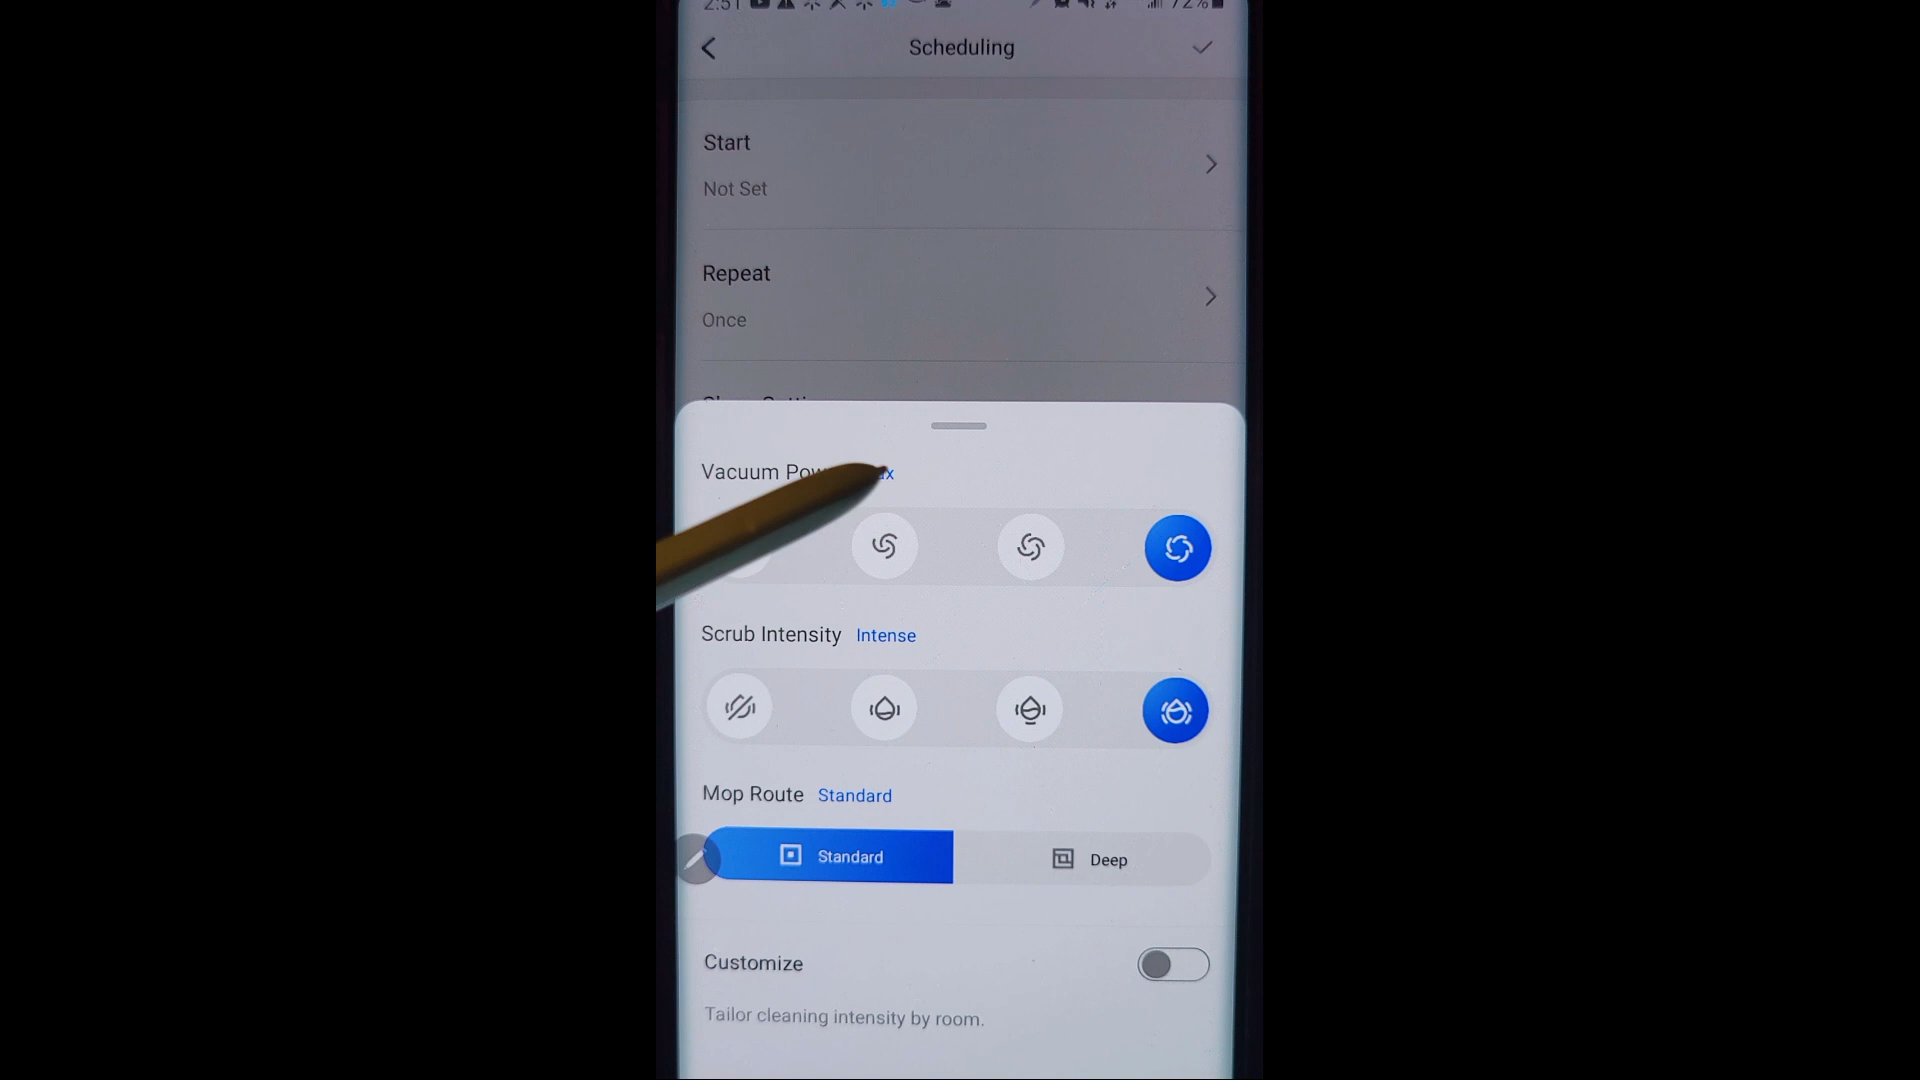 2:51 72%
Scheduling
Start
Not Set
Repeat
Once
Vacuum
Scrub Intensity Intense
Mop Route Standard
Standard Deep
Customize
Tailor cleaning intensity by room.